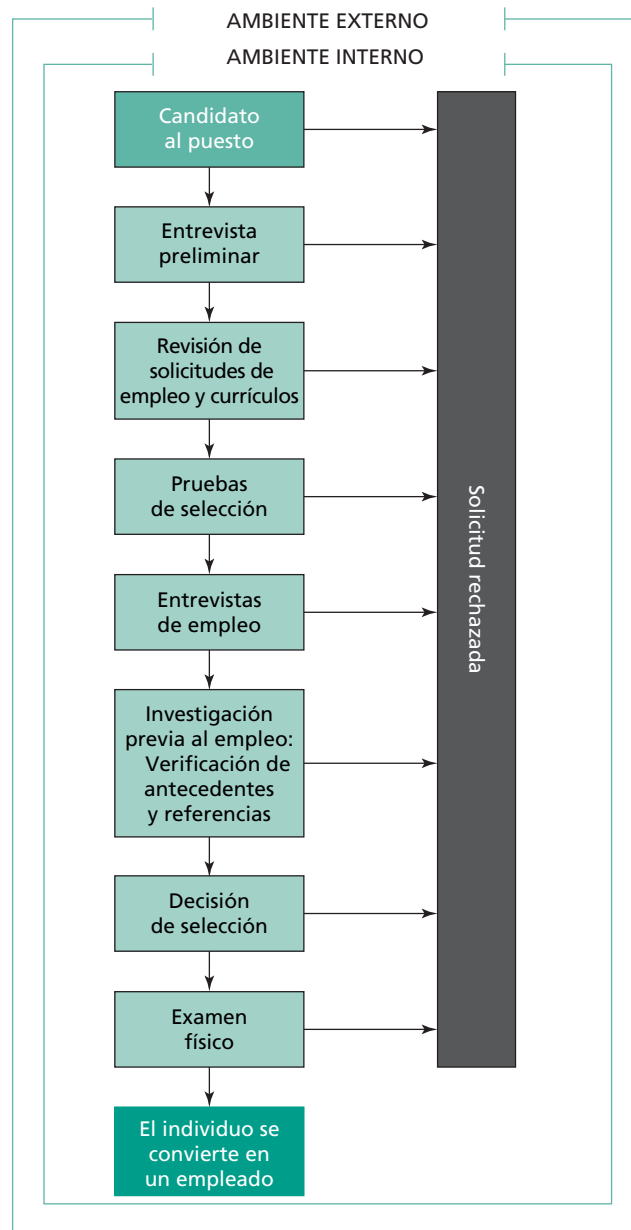 AMBIENTE EXTERNO
AMBIENTE INTERNO
Candidato
al puesto
Entrevista
preliminar
Revisión de
solicitudes de
empleo y currículos
Pruebas
de selección
Entrevistas
de empleo
Investigación
previa al empleo:
Verificación de
antecedentes
y referencias
Decisión
de selección
Examen
físico
El individuo se
convierte en
un empleado
Solicitud rechazada